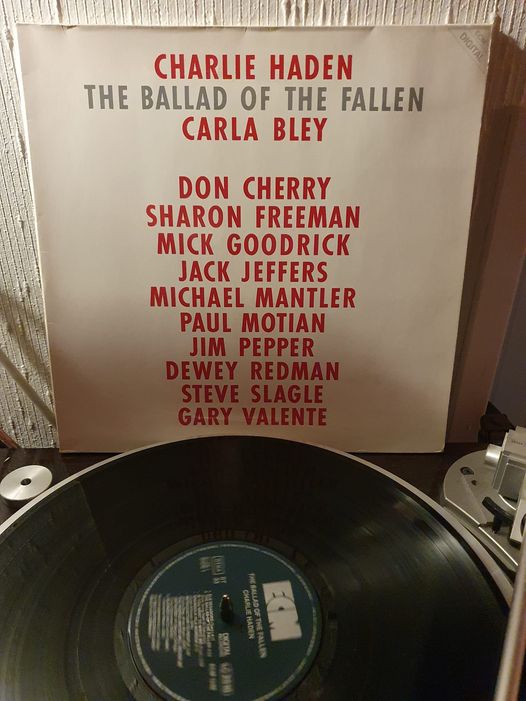 CHARLIE HADEN
THE BALLAD OF THE FALLEN
CARLA BLEY
DON CHERRY
SHARON FREEMAN
MICK GOODRICK
JACK JEFFERS
MICHAEL MANTLER
PAUL MOTIAN
JIM PEPPER
DEWEY REDMAN
STEVE SLAGLE
GARY VALENTE
DIGITAL
ECM
THE BALLAD OF THE FALLEN
CHARLIE HADEN